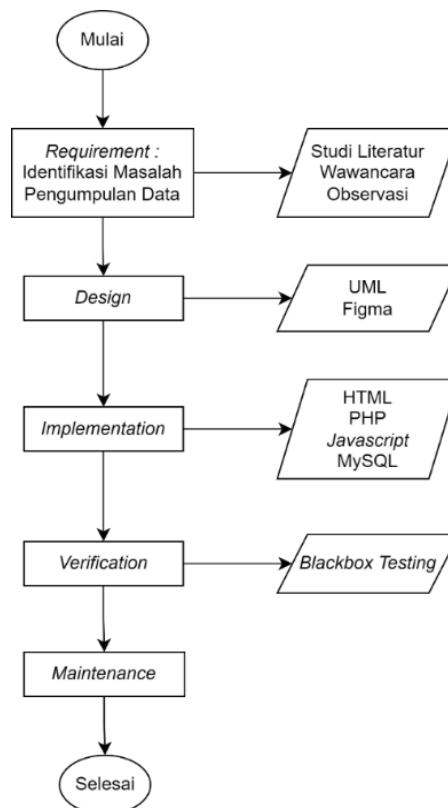 Mulai
Requirement :
Identifikasi Masalah
Pengumpulan Data
Studi Literatur
Wawancara
Observasi
Design
UML
Figma
Implementation
HTML
PHP
Javascript
MySQL
Verification
Blackbox Testing
Maintenance
Selesai